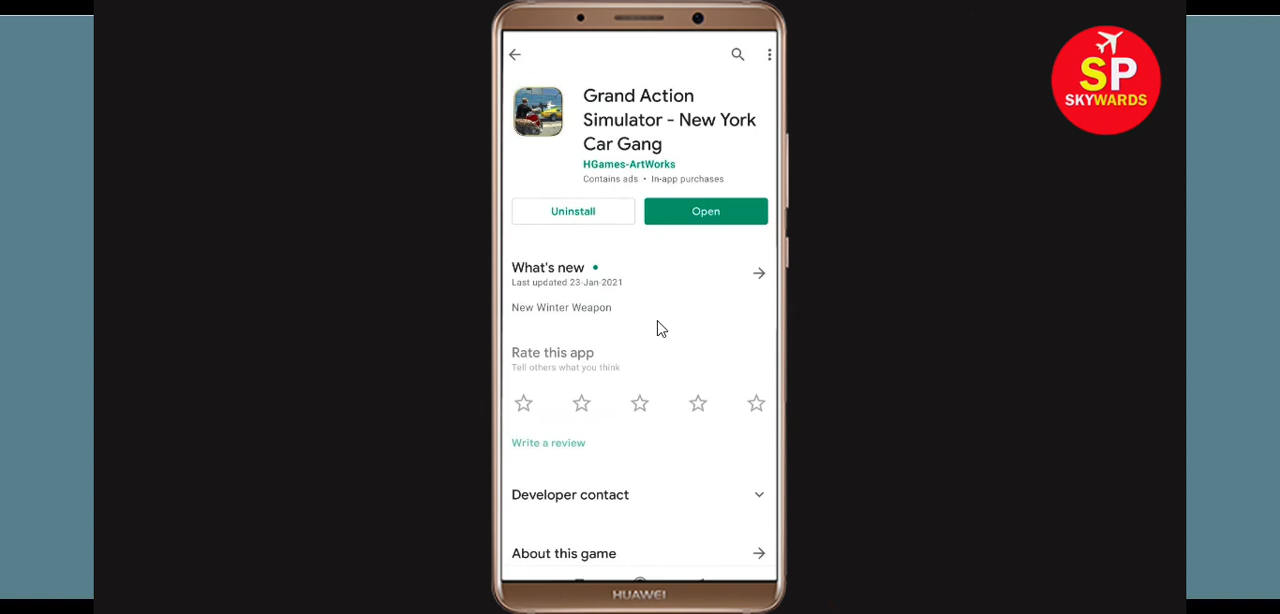 SP
SKYWARDS
Grand Action
Simulator - New York
Car Gang
HGames-ArtWorks
Contains ads • In-app purchases
Uninstall
Open
What's new •
Last updated 23-Jan-2021
New Winter Weapon
Rate this app
Tell others what you think
Write a review
Developer contact
About this game
HUAWEI